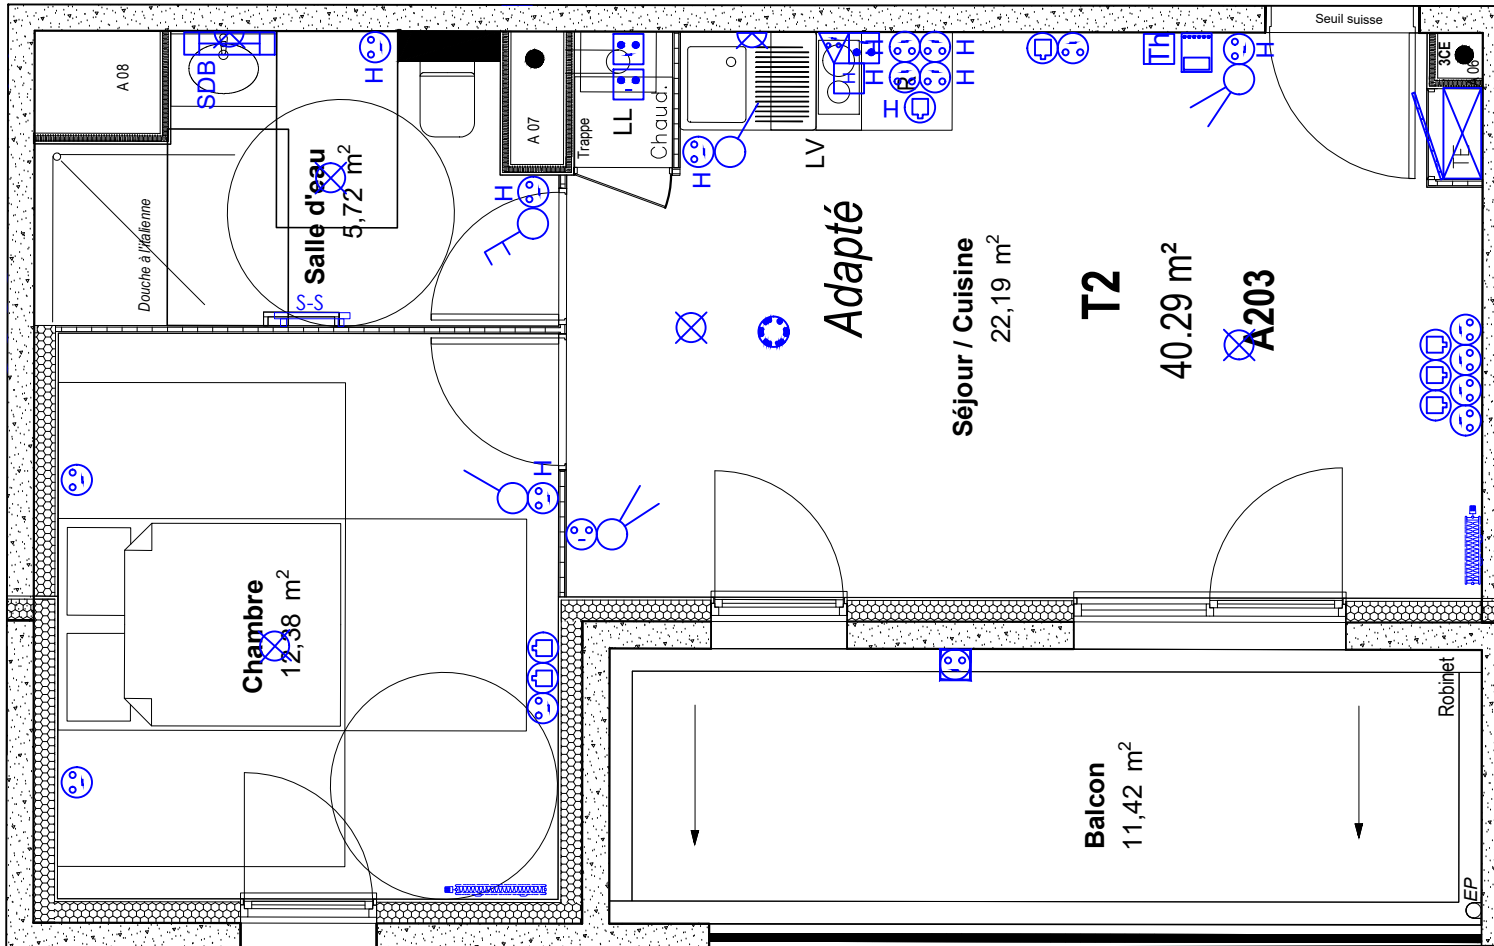 Seuil suisse
A 08
SDB
H
A 07
Trappe
LL
Chaud.
H
H
H
H
H
H
R
LV
Th
H
3CE
A 06
TE
Salle d'eau
5,72 m²
Douche à l'italienne
H
H
S-S
Adapté
Séjour / Cuisine
22,19 m²
T2
40.29 m²
A203
H
Chambre
12,38 m²
Balcon
11,42 m²
Robinet
EP